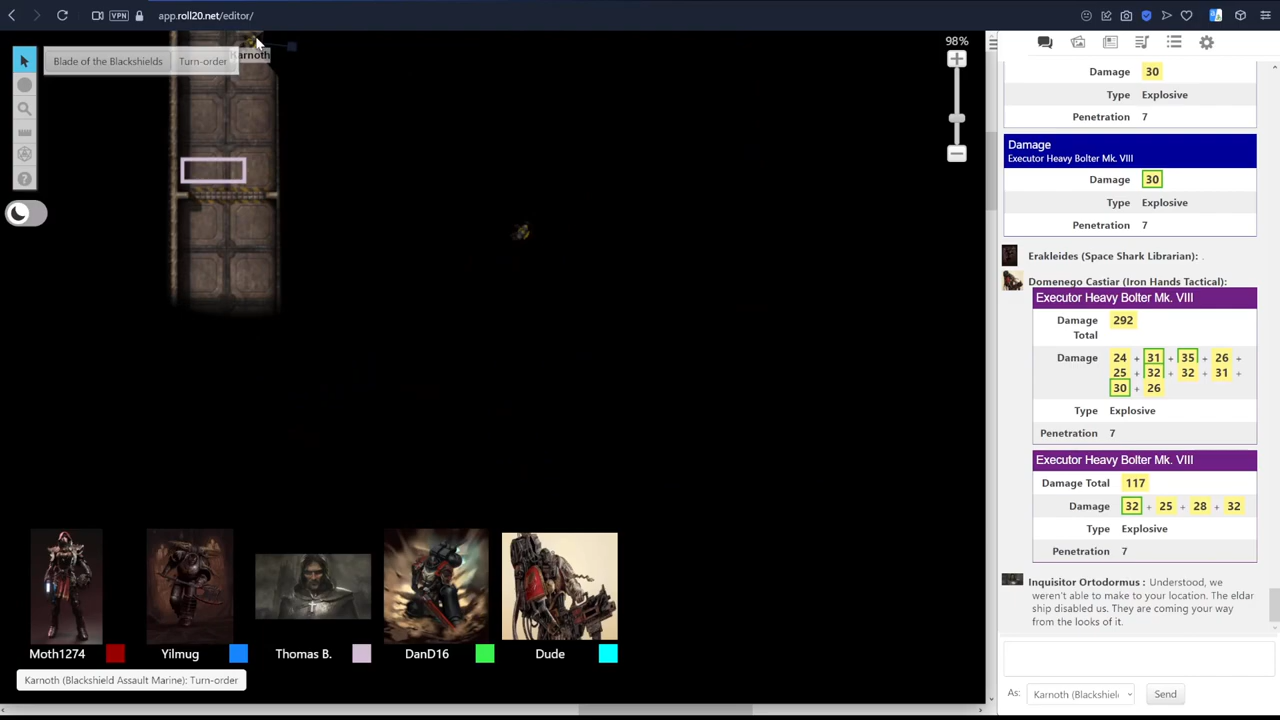 VPN app.roll20.net/editor/
Karnoth
Blade of the Blackshields Turn-order
98%
Damage 30
Type Explosive
Penetration 7
Damage
Executor Heavy Bolter Mk. VIII
Damage 30
Type Explosive
Penetration 7
Erakleides (Space Shark Librarian): .
Domenego Castiar (Iron Hands Tactical):
Executor Heavy Bolter Mk. VIII
Damage 292
Total
Damage 24 + 31 + 35 + 26 +
25 + 32 + 32 + 31 +
30 + 26
Type Explosive
Penetration 7
Executor Heavy Bolter Mk. VIII
Damage Total 117
Damage 32 + 25 + 28 + 32
Type Explosive
Penetration 7
Inquisitor Ortodormus : Understood, we
weren't able to make to your location. The eldar
ship disabled us. They are coming your way
from the looks of it.
Moth1274 Yilmug Thomas B. DanD16 Dude
Karnoth (Blackshield Assault Marine): Turn-order
As: Karnoth (Blackshiel Send